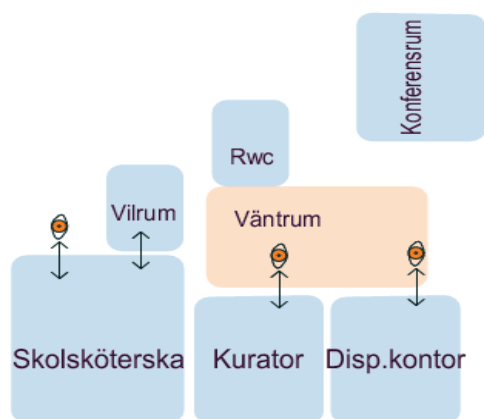 Konferensrum
Rwc
Vilrum
Väntrum
Skolsköterska
Kurator
Disp.kontor